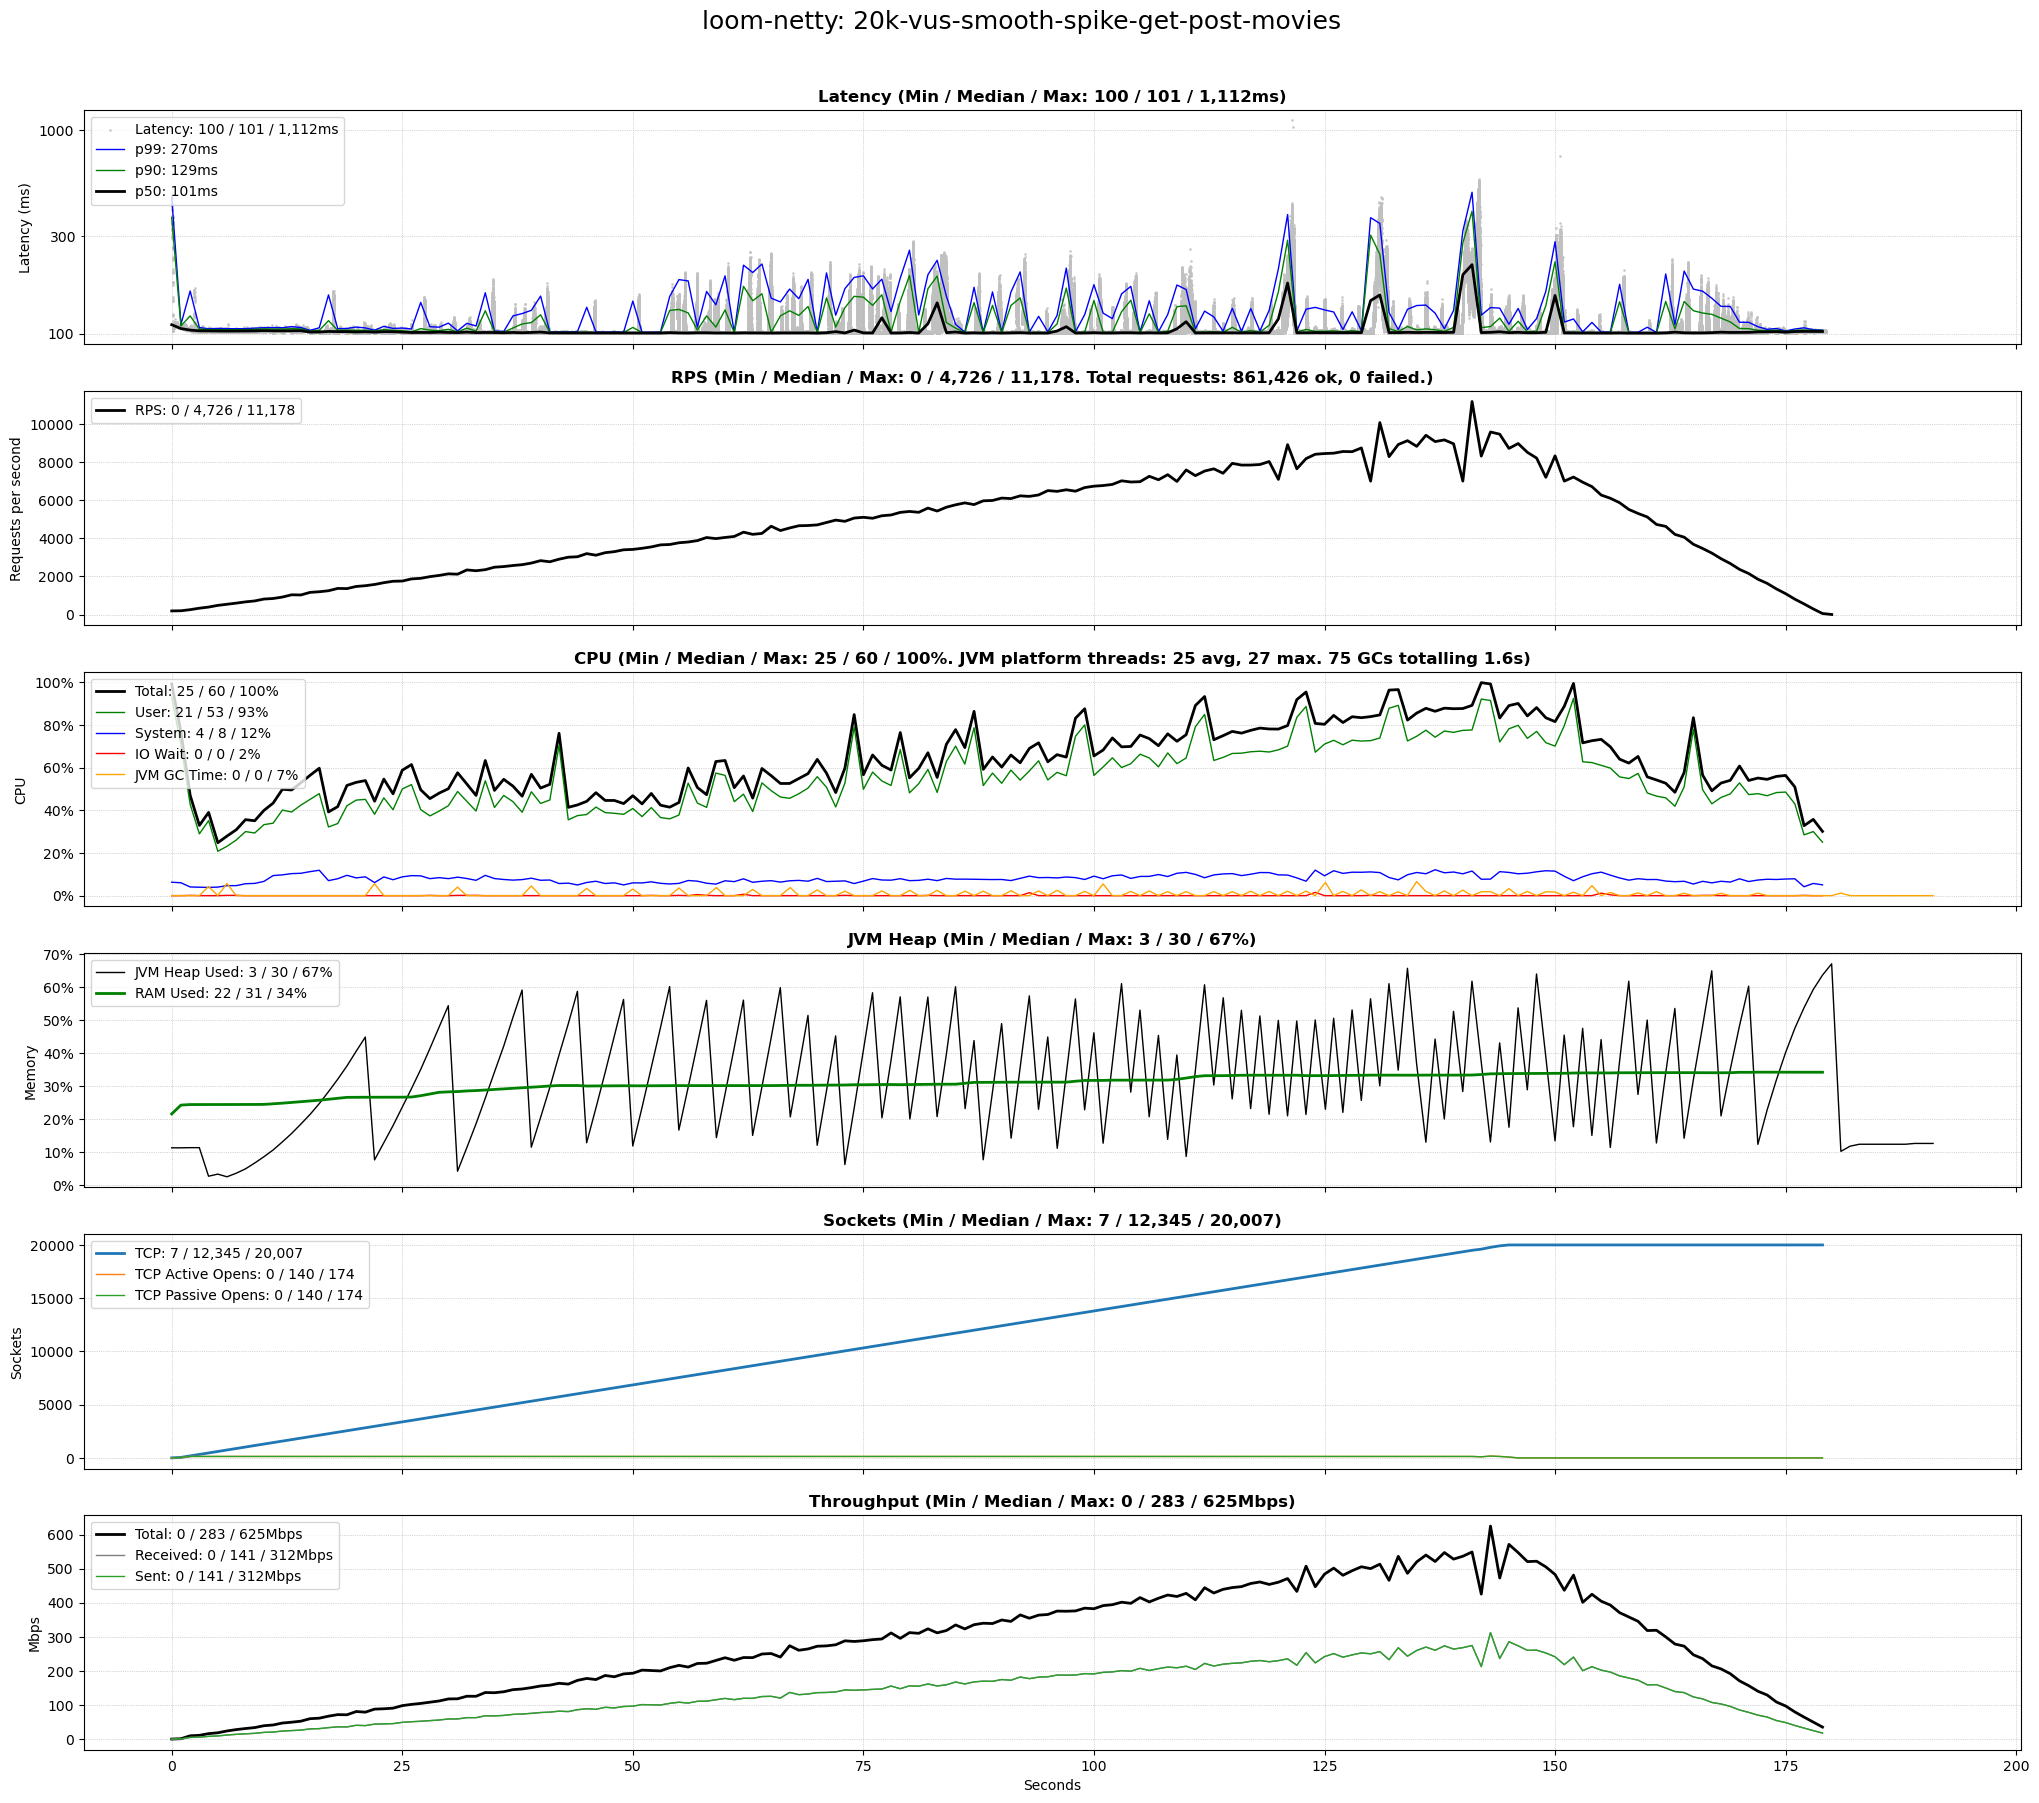 loom-netty: 20k-vus-smooth-spike-get-post-movies
Latency (Min / Median / Max: 100 / 101 / 1,112ms)
Latency (ms)
1000
300
100
Latency: 100 / 101 / 1,112ms
p99: 270ms
p90: 129ms
p50: 101ms
RPS (Min / Median / Max: 0 / 4,726 / 11,178. Total requests: 861,426 ok, 0 failed.)
Requests per second
10000
8000
6000
4000
2000
0
RPS: 0 / 4,726 / 11,178
CPU (Min / Median / Max: 25 / 60 / 100%. JVM platform threads: 25 avg, 27 max. 75 GCs totalling 1.6s)
CPU
100%
80%
60%
40%
20%
0%
Total: 25 / 60 / 100%
User: 21 / 53 / 93%
System: 4 / 8 / 12%
IO Wait: 0 / 0 / 2%
JVM GC Time: 0 / 0 / 7%
JVM Heap (Min / Median / Max: 3 / 30 / 67%)
Memory
70%
60%
50%
40%
30%
20%
10%
0%
JVM Heap Used: 3 / 30 / 67%
RAM Used: 22 / 31 / 34%
Sockets (Min / Median / Max: 7 / 12,345 / 20,007)
Sockets
20000
15000
10000
5000
0
TCP: 7 / 12,345 / 20,007
TCP Active Opens: 0 / 140 / 174
TCP Passive Opens: 0 / 140 / 174
Throughput (Min / Median / Max: 0 / 283 / 625Mbps)
Mbps
600
500
400
300
200
100
0
Total: 0 / 283 / 625Mbps
Received: 0 / 141 / 312Mbps
Sent: 0 / 141 / 312Mbps
0 25 50 75 100 125 150 175 200
Seconds